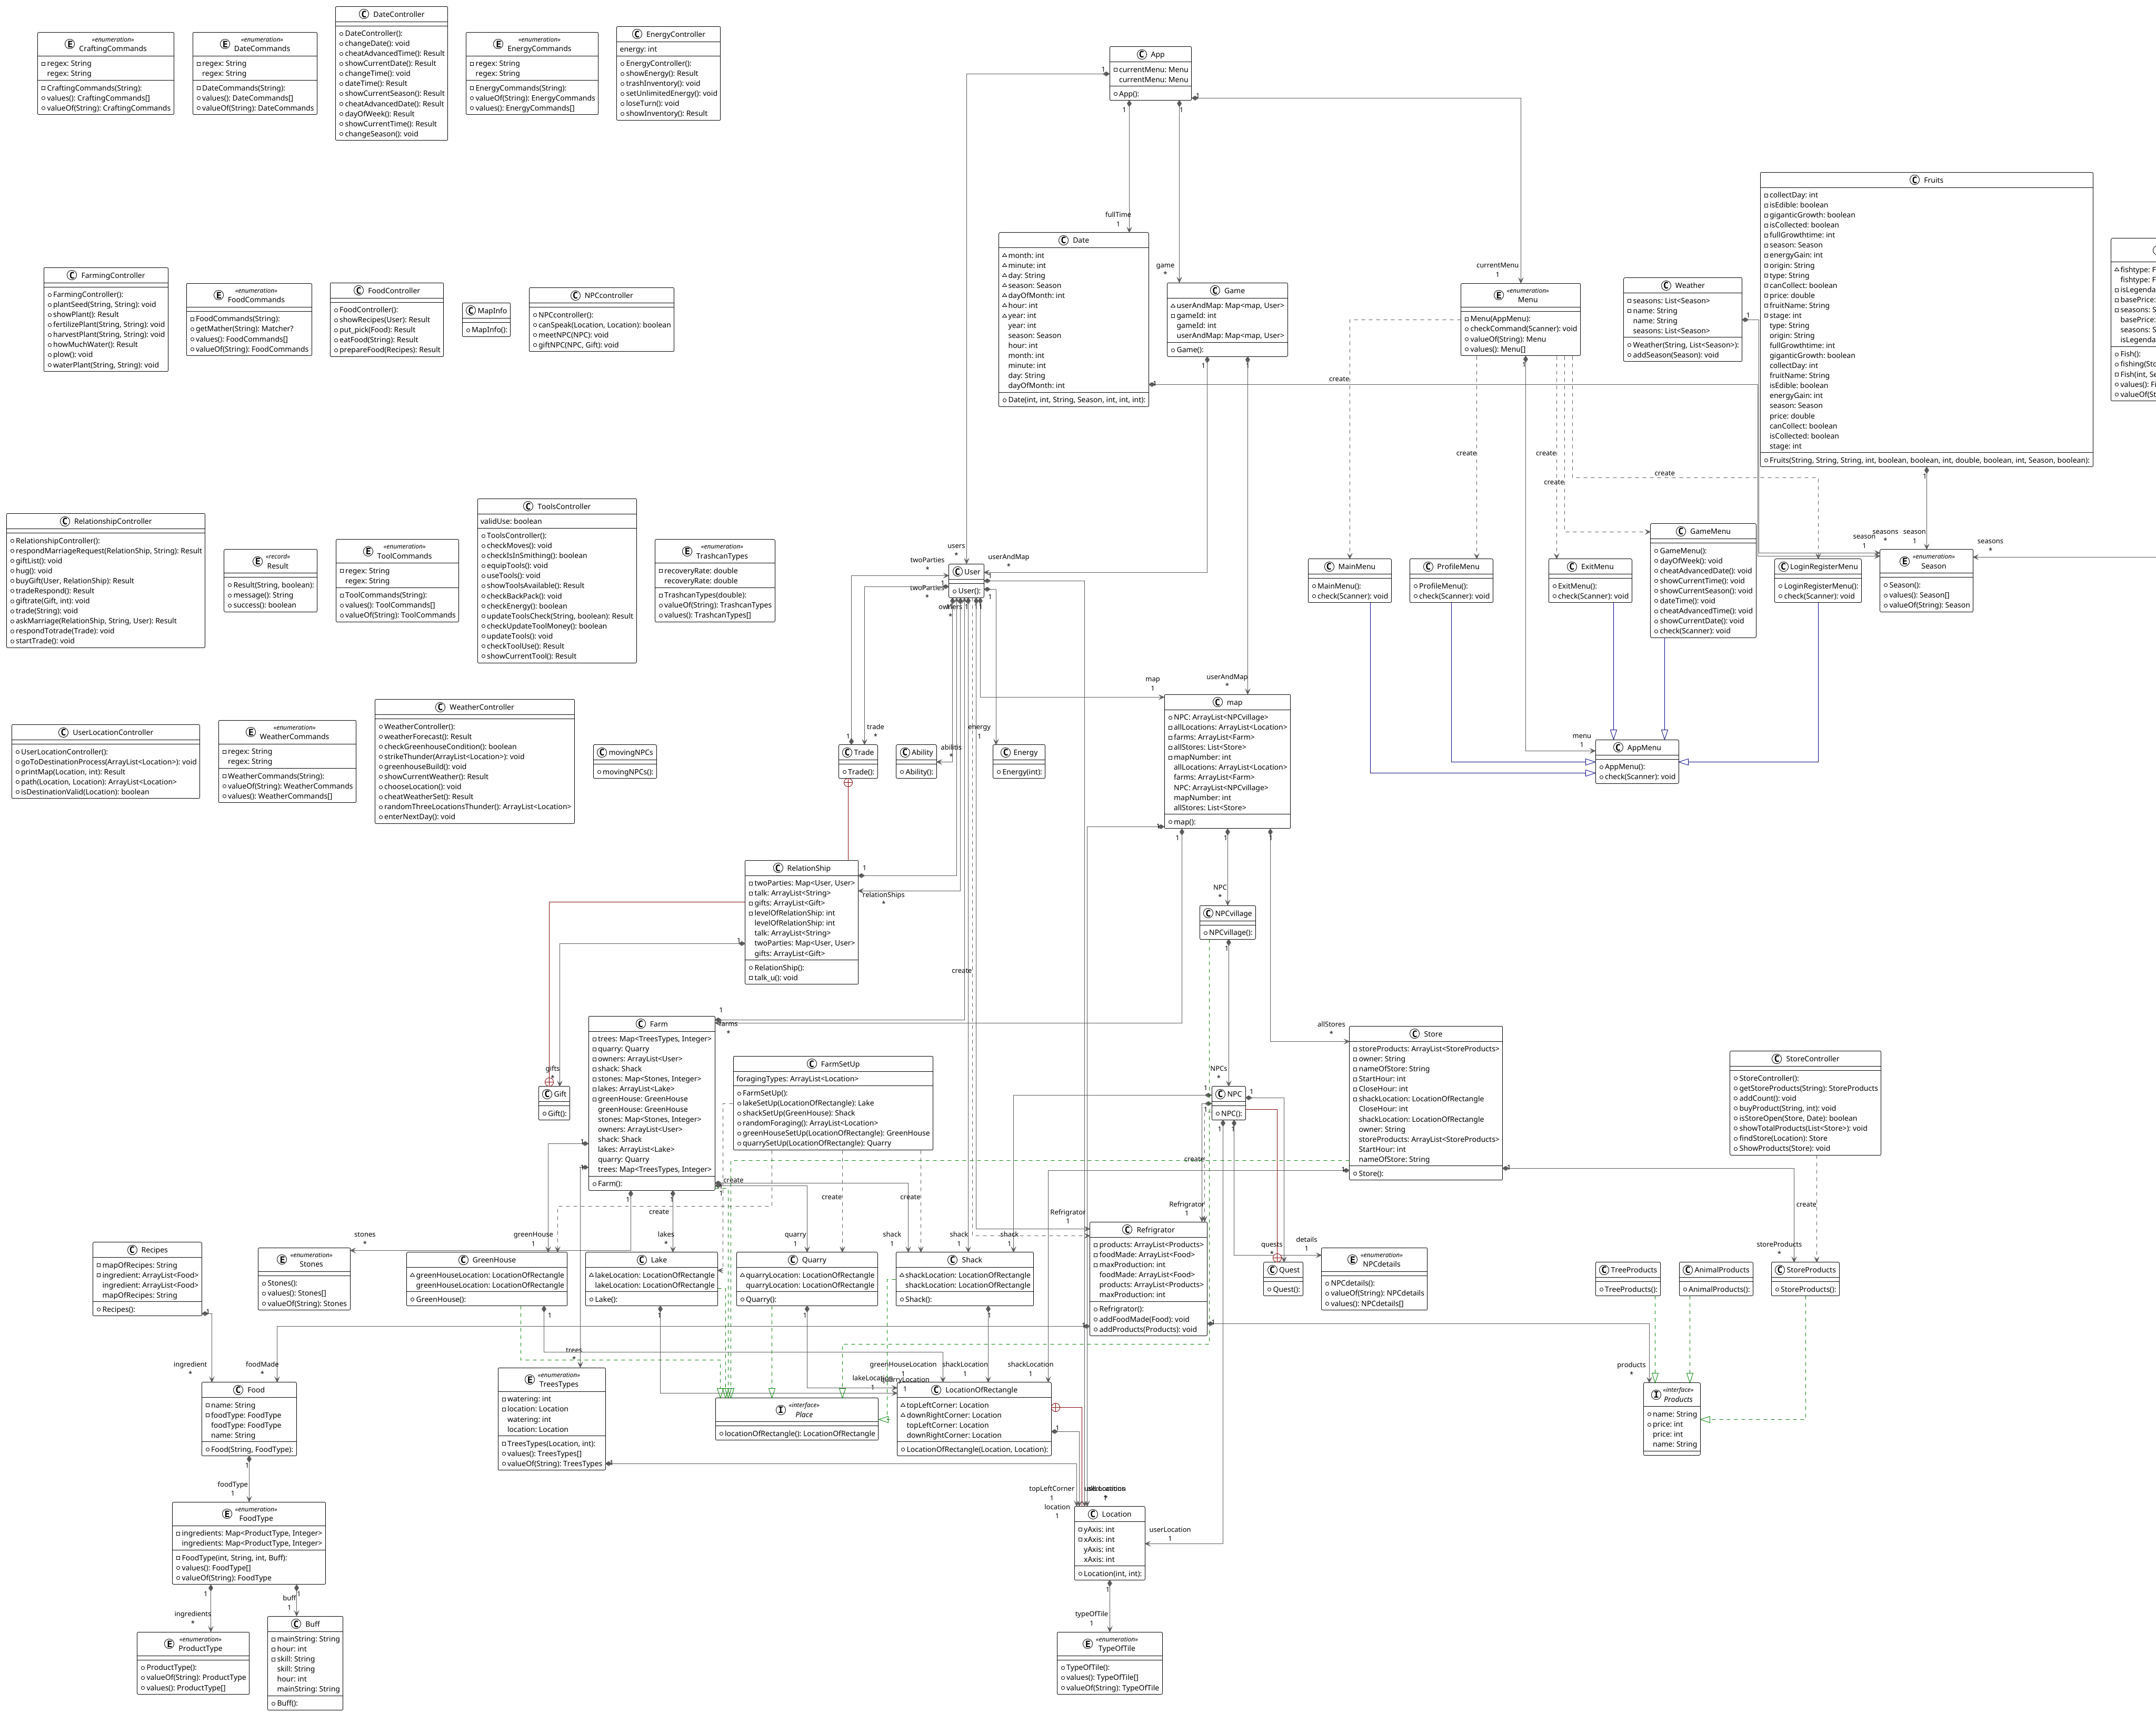 «enumeration»
CraftingCommands
regex: String
regex: String
CraftingCommands(String):
values(): CraftingCommands[]
valueOf(String): CraftingCommands
«enumeration»
DateCommands
regex: String
regex: String
DateCommands(String):
values(): DateCommands[]
valueOf(String): DateCommands
DateController
DateController():
changeDate(): void
cheatAdvancedTime(): Result
showCurrentDate(): Result
changeTime(): void
dateTime(): Result
showCurrentSeason(): Result
cheatAdvancedDate(): Result
dayOfWeek(): Result
showCurrentTime(): Result
changeSeason(): void
«enumeration»
EnergyCommands
regex: String
regex: String
EnergyCommands(String):
valueOf(String): EnergyCommands
values(): EnergyCommands[]
EnergyController
energy: int
EnergyController():
showEnergy(): Result
trashInventory(): void
setUnlimitedEnergy(): void
loseTurn(): void
showInventory(): Result
App
currentMenu: Menu
currentMenu: Menu
App():
1
1
1
1
fullTime
1
game
*
currentMenu
1
FarmingController
FarmingController():
plantSeed(String, String): void
showPlant(): Result
fertilizePlant(String, String): void
harvestPlant(String, String): void
howMuchWater(): Result
plow(): void
waterPlant(String, String): void
«enumeration»
FoodCommands
FoodCommands(String):
getMather(String): Matcher?
values(): FoodCommands[]
valueOf(String): FoodCommands
FoodController
FoodController():
showRecipes(User): Result
put_pick(Food): Result
eatFood(String): Result
prepareFood(Recipes): Result
MapInfo
MapInfo():
NPCcontroller
NPCcontroller():
canSpeak(Location, Location): boolean
meetNPC(NPC): void
giftNPC(NPC, Gift): void
Date
month: int
minute: int
day: String
season: Season
dayOfMonth: int
hour: int
year: int
year: int
season: Season
hour: int
month: int
minute: int
day: String
dayOfMonth: int
Date(int, int, String, Season, int, int, int):
1
Game
userAndMap: Map<map, User>
gameId: int
gameId: int
userAndMap: Map<map, User>
Game():
1
1
«enumeration»
Menu
Menu(AppMenu):
checkCommand(Scanner): void
valueOf(String): Menu
values(): Menu[]
1
create
create
create
create
create
Weather
seasons: List<Season>
name: String
name: String
seasons: List<Season>
Weather(String, List<Season>):
addSeason(Season): void
1
Fruits
collectDay: int
isEdible: boolean
giganticGrowth: boolean
isCollected: boolean
fullGrowthtime: int
season: Season
energyGain: int
origin: String
type: String
canCollect: boolean
price: double
fruitName: String
stage: int
type: String
origin: String
fullGrowthtime: int
giganticGrowth: boolean
collectDay: int
fruitName: String
isEdible: boolean
energyGain: int
season: Season
price: double
canCollect: boolean
isCollected: boolean
stage: int
Fruits(String, String, String, int, boolean, boolean, int, double, boolean, int, Season, boolean):
1
fishtype: F
fishtype: F
isLegenda
basePrice:
seasons: S
basePrice:
seasons: S
isLegenda
Fish():
fishing(Sto
Fish(int, Se
values(): Fi
valueOf(St
RelationshipController
RelationshipController():
respondMarriageRequest(RelationShip, String): Result
giftList(): void
hug(): void
buyGift(User, RelationShip): Result
tradeRespond(): Result
giftrate(Gift, int): void
trade(String): void
askMarriage(RelationShip, String, User): Result
respondTotrade(Trade): void
startTrade(): void
«record»
Result
Result(String, boolean):
message(): String
success(): boolean
«enumeration»
ToolCommands
regex: String
regex: String
ToolCommands(String):
values(): ToolCommands[]
valueOf(String): ToolCommands
ToolsController
validUse: boolean
ToolsController():
checkMoves(): void
checkIsInSmithing(): boolean
equipTools(): void
useTools(): void
showToolsAvailable(): Result
checkBackPack(): void
checkEnergy(): boolean
updateToolsCheck(String, boolean): Result
checkUpdateToolMoney(): boolean
updateTools(): void
checkToolUse(): Result
showCurrentTool(): Result
«enumeration»
TrashcanTypes
recoveryRate: double
recoveryRate: double
TrashcanTypes(double):
valueOf(String): TrashcanTypes
values(): TrashcanTypes[]
users
*
twoParties
*
userAndMap
*
User
User():
twoParties
*
owners
*
MainMenu
MainMenu():
check(Scanner): void
ProfileMenu
ProfileMenu():
check(Scanner): void
ExitMenu
ExitMenu():
check(Scanner): void
GameMenu
GameMenu():
dayOfWeek(): void
cheatAdvancedDate(): void
showCurrentTime(): void
showCurrentSeason(): void
dateTime(): void
cheatAdvancedTime(): void
showCurrentDate(): void
check(Scanner): void
LoginRegisterMenu
LoginRegisterMenu():
check(Scanner): void
season
1
seasons
*
season
1
seasons
*
«enumeration»
Season
Season():
values(): Season[]
valueOf(String): Season
UserLocationController
UserLocationController():
goToDestinationProcess(ArrayList<Location>): void
printMap(Location, int): Result
path(Location, Location): ArrayList<Location>
isDestinationValid(Location): boolean
«enumeration»
WeatherCommands
regex: String
regex: String
WeatherCommands(String):
valueOf(String): WeatherCommands
values(): WeatherCommands[]
WeatherController
WeatherController():
weatherForecast(): Result
checkGreenhouseCondition(): boolean
strikeThunder(ArrayList<Location>): void
greenhouseBuild(): void
showCurrentWeather(): Result
chooseLocation(): void
cheatWeatherSet(): Result
randomThreeLocationsThunder(): ArrayList<Location>
enterNextDay(): void
movingNPCs
movingNPCs():
1
trade
*
Trade
Trade():
Ability
Ability():
abilitis
*
energy
1
Energy
Energy(int):
map
1
userAndMap
*
map
NPC: ArrayList<NPCvillage>
allLocations: ArrayList<Location>
farms: ArrayList<Farm>
allStores: List<Store>
mapNumber: int
allLocations: ArrayList<Location>
farms: ArrayList<Farm>
NPC: ArrayList<NPCvillage>
mapNumber: int
allStores: List<Store>
map():
1
1
1
1
menu
1
AppMenu
AppMenu():
check(Scanner): void
RelationShip
twoParties: Map<User, User>
talk: ArrayList<String>
gifts: ArrayList<Gift>
levelOfRelationShip: int
levelOfRelationShip: int
talk: ArrayList<String>
twoParties: Map<User, User>
gifts: ArrayList<Gift>
RelationShip():
talk_u(): void
1
1
relationShips
*
create
NPC
*
NPCvillage
NPCvillage():
1
Farm
trees: Map<TreesTypes, Integer>
quarry: Quarry
owners: ArrayList<User>
shack: Shack
stones: Map<Stones, Integer>
lakes: ArrayList<Lake>
greenHouse: GreenHouse
greenHouse: GreenHouse
stones: Map<Stones, Integer>
owners: ArrayList<User>
shack: Shack
lakes: ArrayList<Lake>
quarry: Quarry
trees: Map<TreesTypes, Integer>
Farm():
1
farms
*
gifts
*
Gift
Gift():
FarmSetUp
foragingTypes: ArrayList<Location>
FarmSetUp():
lakeSetUp(LocationOfRectangle): Lake
shackSetUp(GreenHouse): Shack
randomForaging(): ArrayList<Location>
greenHouseSetUp(LocationOfRectangle): GreenHouse
quarrySetUp(LocationOfRectangle): Quarry
NPCs
*
NPC
NPC():
allStores
*
Store
storeProducts: ArrayList<StoreProducts>
owner: String
nameOfStore: String
StartHour: int
CloseHour: int
shackLocation: LocationOfRectangle
CloseHour: int
shackLocation: LocationOfRectangle
owner: String
storeProducts: ArrayList<StoreProducts>
StartHour: int
nameOfStore: String
Store():
StoreController
StoreController():
getStoreProducts(String): StoreProducts
addCount(): void
buyProduct(String, int): void
isStoreOpen(Store, Date): boolean
showTotalProducts(List<Store>): void
findStore(Location): Store
ShowProducts(Store): void
create
create
create
create
create
create
Recipes
mapOfRecipes: String
ingredient: ArrayList<Food>
ingredient: ArrayList<Food>
mapOfRecipes: String
Recipes():
1
stones
*
«enumeration»
Stones
Stones():
values(): Stones[]
valueOf(String): Stones
greenHouse
1
GreenHouse
greenHouseLocation: LocationOfRectangle
greenHouseLocation: LocationOfRectangle
GreenHouse():
1
lakes
*
Lake
lakeLocation: LocationOfRectangle
lakeLocation: LocationOfRectangle
Lake():
1
quarry
1
Quarry
quarryLocation: LocationOfRectangle
quarryLocation: LocationOfRectangle
Quarry():
1
shack
1
shack
1
shack
1
Shack
shackLocation: LocationOfRectangle
shackLocation: LocationOfRectangle
Shack():
1
Refrigrator
1
Refrigrator
1
Refrigrator
products: ArrayList<Products>
foodMade: ArrayList<Food>
maxProduction: int
foodMade: ArrayList<Food>
products: ArrayList<Products>
maxProduction: int
Refrigrator():
addFoodMade(Food): void
addProducts(Products): void
1
1
quests
*
Quest
Quest():
details
1
«enumeration»
NPCdetails
NPCdetails():
valueOf(String): NPCdetails
values(): NPCdetails[]
TreeProducts
TreeProducts():
AnimalProducts
AnimalProducts():
storeProducts
*
StoreProducts
StoreProducts():
ingredient
*
foodMade
*
Food
name: String
foodType: FoodType
foodType: FoodType
name: String
Food(String, FoodType):
1
trees
*
«enumeration»
TreesTypes
watering: int
location: Location
watering: int
location: Location
TreesTypes(Location, int):
values(): TreesTypes[]
valueOf(String): TreesTypes
1
«interface»
Place
locationOfRectangle(): LocationOfRectangle
lakeLocation
1
quarryLocation
1
greenHouseLocation
1
shackLocation
1
shackLocation
1
LocationOfRectangle
topLeftCorner: Location
downRightCorner: Location
topLeftCorner: Location
downRightCorner: Location
LocationOfRectangle(Location, Location):
1
products
*
«interface»
Products
name: String
price: int
price: int
name: String
foodType
1
«enumeration»
FoodType
ingredients: Map<ProductType, Integer>
ingredients: Map<ProductType, Integer>
FoodType(int, String, int, Buff):
values(): FoodType[]
valueOf(String): FoodType
1
1
topLeftCorner
1
location
1
userLocation
1
Location
yAxis: int
xAxis: int
yAxis: int
xAxis: int
Location(int, int):
1
ingredients
*
«enumeration»
ProductType
ProductType():
valueOf(String): ProductType
values(): ProductType[]
buff
1
Buff
mainString: String
hour: int
skill: String
skill: String
hour: int
mainString: String
Buff():
typeOfTile
1
«enumeration»
TypeOfTile
TypeOfTile():
values(): TypeOfTile[]
valueOf(String): TypeOfTile